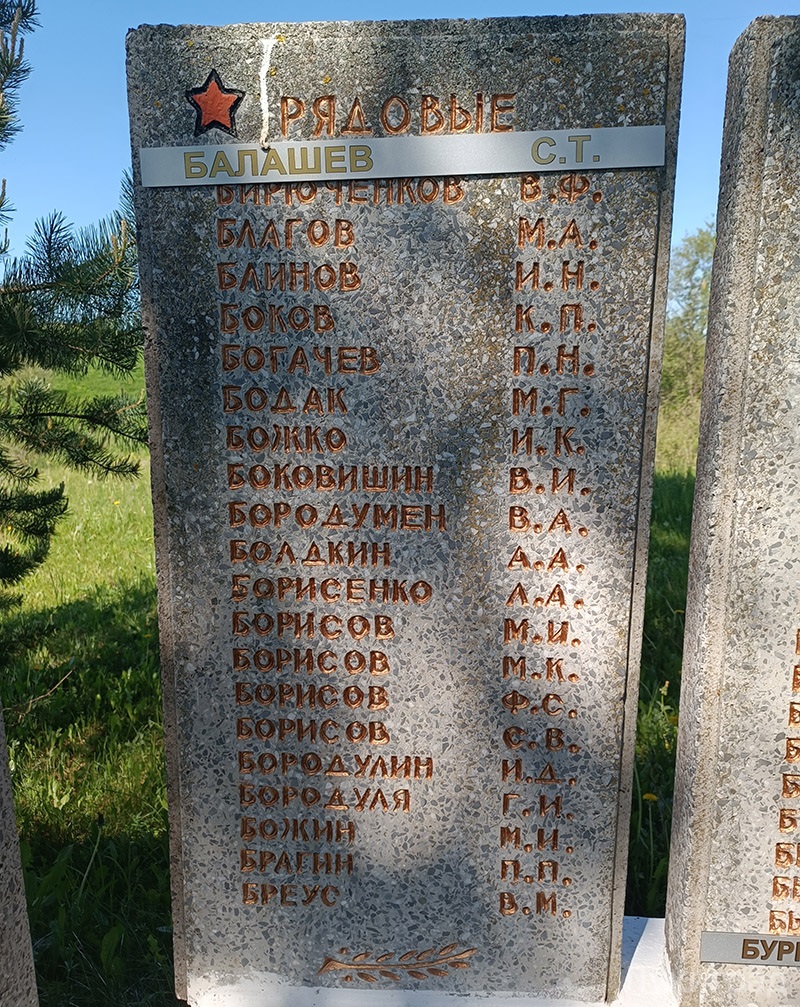 РЯДОВЫЕ
БАЛАШЕВ С.Т.
БИРЮЧЕНКОВ В.Ф.
БЛАГОВ М.А.
БЛИНОВ И.Н.
БОКОВ К.П.
БОГАЧЕВ П.Н.
БОДАК М.Г.
БОЖКО И.К.
БОКОВИШИН В.И.
БОРОДУМЕН В.А.
БОЛДКИН А.А.
БОРИСЕНКО Л.А.
БОРИСОВ М.И.
БОРИСОВ М.К.
БОРИСОВ Ф.С.
БОРИСОВ С.В.
БОРОДУЛИН И.Д.
БОРОДУЛЯ Г.И.
БОЖИН М.И.
БРАГИН П.П.
БРЕУС В.М.